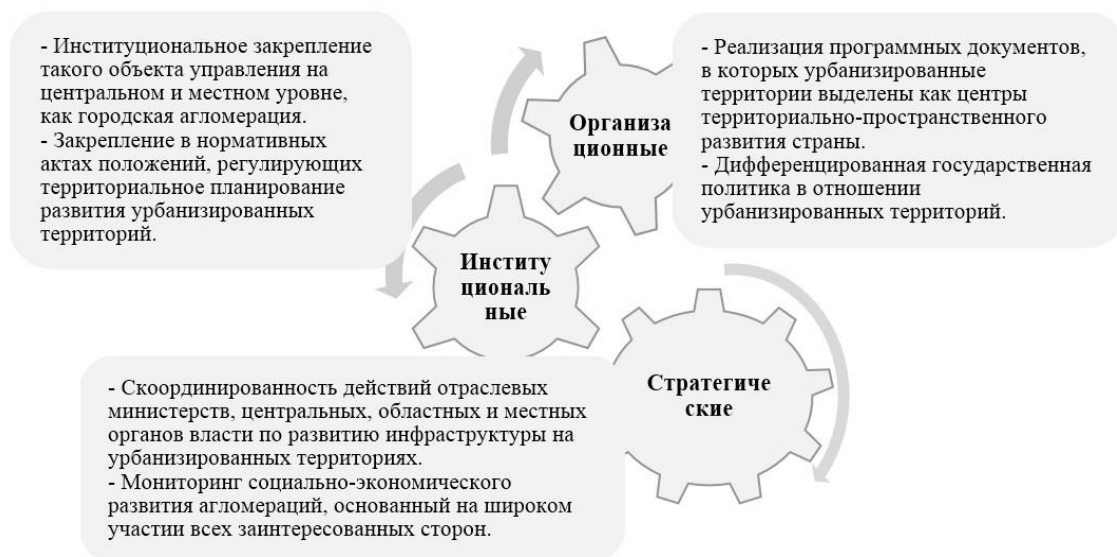 - Институциональное закрепление
такого объекта управления на
центральном и местном уровне,
как городская агломерация.
- Закрепление в нормативных
актах положений, регулирующих
территориальное планирование
развития урбанизированных
территорий.
Организа
ционные
- Реализация программных документов,
в которых урбанизированные
территории выделены как центры
территориально-пространственного
развития страны.
- Дифференцированная государственная
политика в отношении
урбанизированных территорий.
Институ
циональ
ные
- Скоординированность действий отраслевых
министерств, центральных, областных и местных
органов власти по развитию инфраструктуры на
урбанизированных территориях.
- Мониторинг социально-экономического
развития агломераций, основанный на широком
участии всех заинтересованных сторон.
Стратегиче
ские